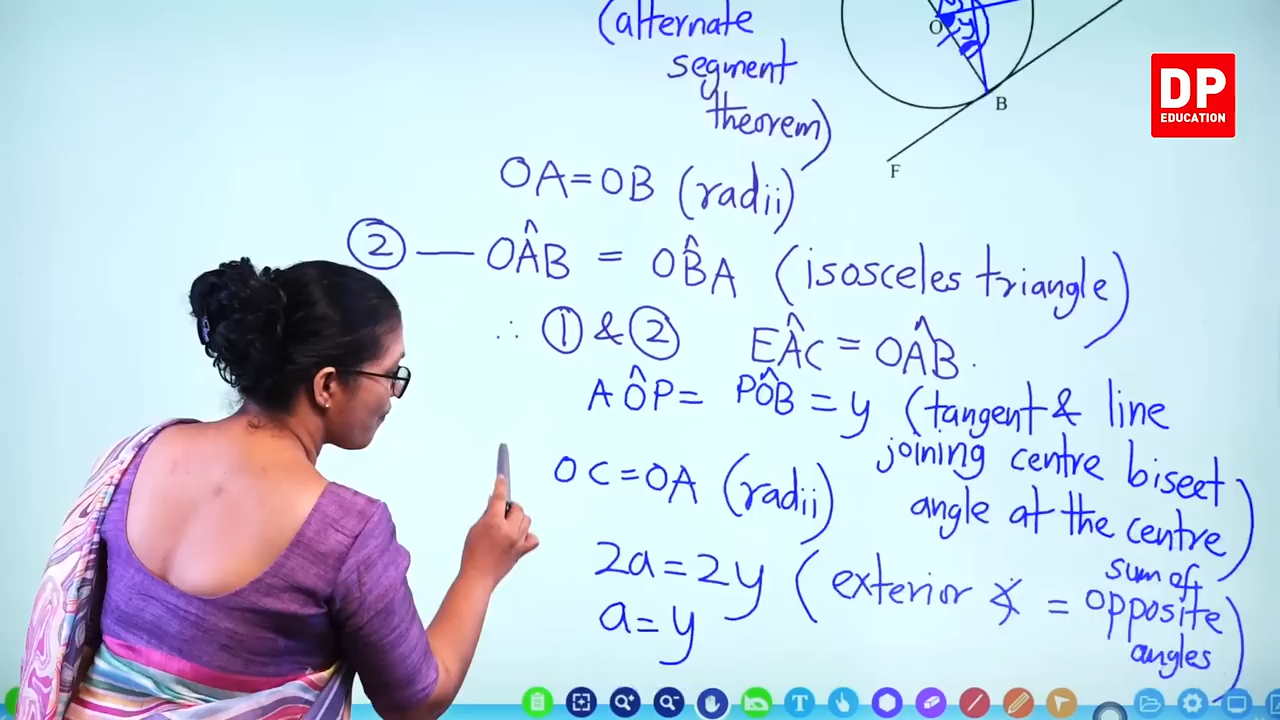 (alternate
segment
theorem)
O
B
F
DP
EDUCATION
OA = OB (radii)
② — OÂB = OB̂A (isosceles triangle)
∴ ① & ② EÂC = OÂB.
AÔP = PÔB = y (tangent & line
joining centre bisect
angle at the centre)
OC = OA (radii)
2a = 2y (exterior ∡ = sum of opposite angles)
a = y
T